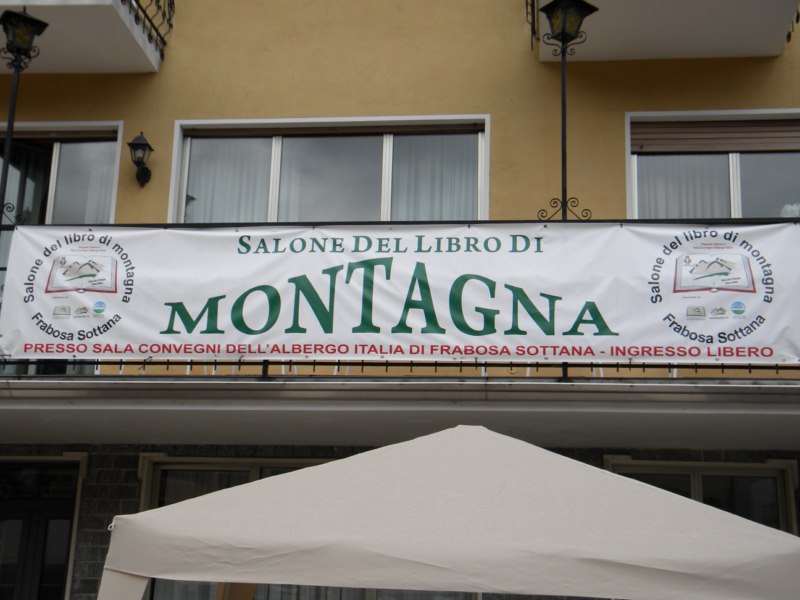 SALONE DEL LIBRO DI
MONTAGNA
PRESSO SALA CONVEGNI DELL'ALBERGO ITALIA DI FRABOSA SOTTANA - INGRESSO LIBERO
Salone del libro di montagna
Frabosa Sottana
Salone del libro di montagna
Frabosa Sottana